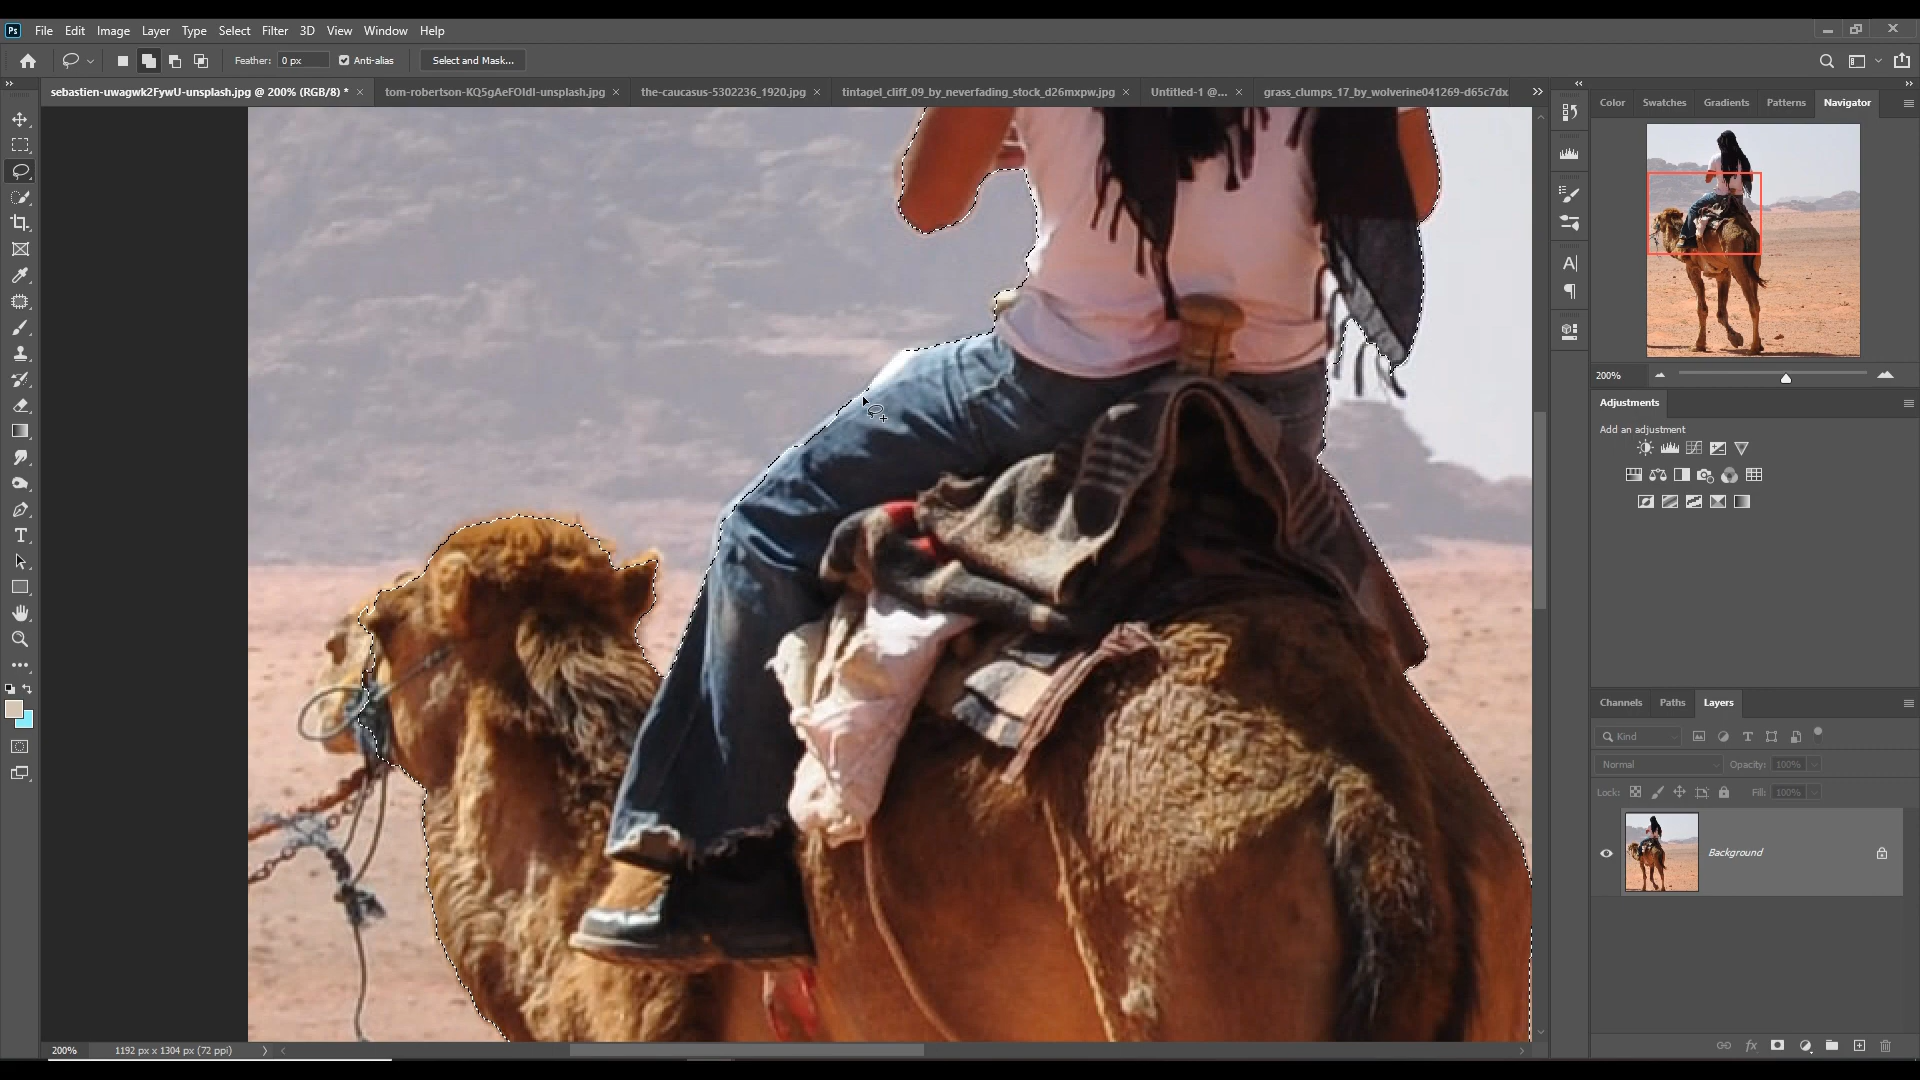 Ps File Edit Image Layer Type Select Filter 3D View Window Help
Feather: 0 px Anti-alias Select and Mask...
sebastien-uwagwk2FywU-unsplash.jpg @ 200% (RGB/8) * × tom-robertson-KQ5gAeFOIdI-unsplash.jpg × the-caucasus-5302236_1920.jpg × tintagel_cliff_09_by_neverfading_stock_d26mxpw.jpg × Untitled-1 @... × grass_clumps_17_by_wolverine041269-d65c7dx
Color Swatches Gradients Patterns Navigator
200%
Adjustments
Add an adjustment
Channels Paths Layers
Kind
Normal Opacity: 100%
Lock: Fill: 100%
Background
fx
200% 1192 px x 1304 px (72 ppi)